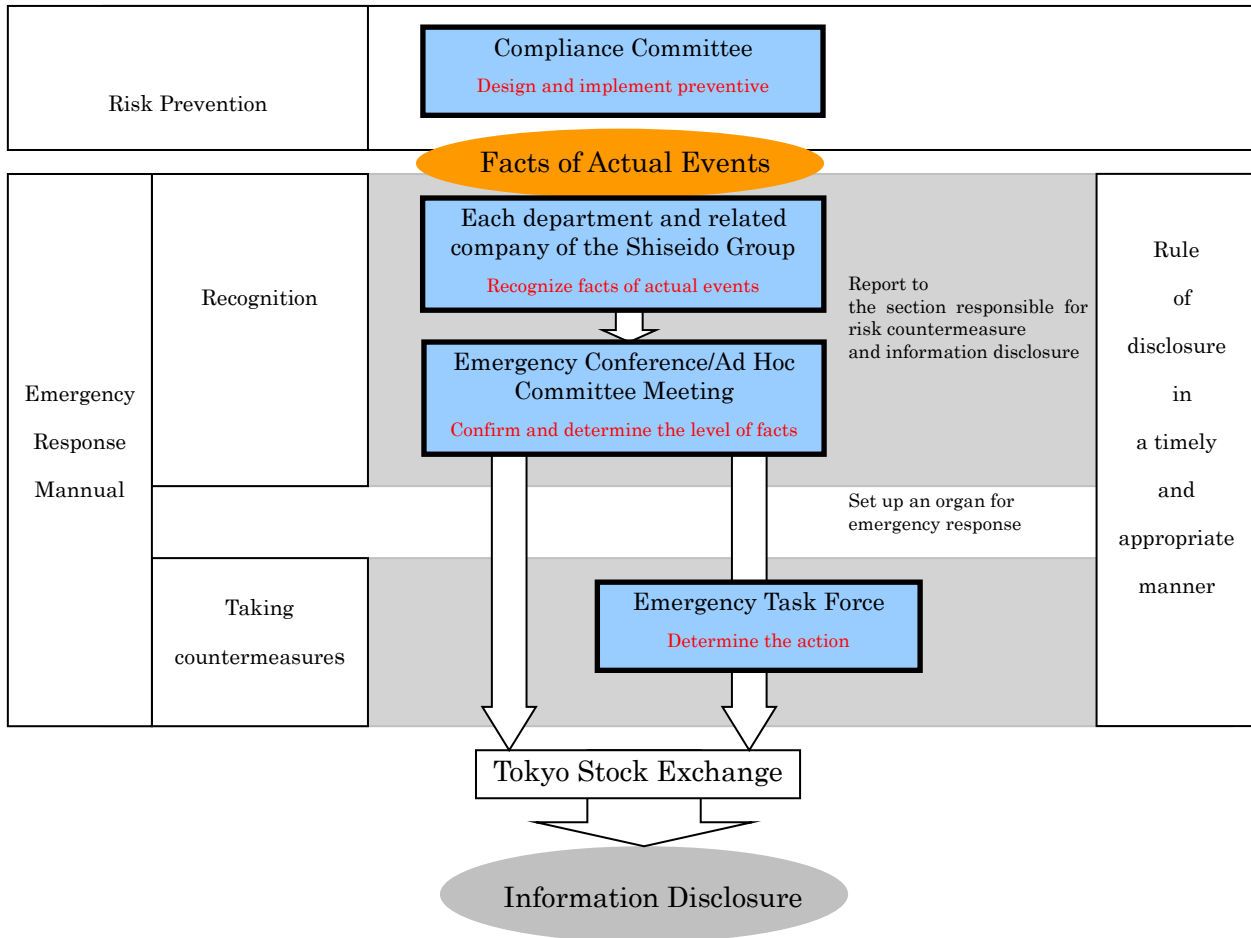 Compliance Committee
Design and implement preventive
Risk Prevention
Facts of Actual Events
Each department and related
company of the Shiseido Group
Recognize facts of actual events
Recognition
Report to
the section responsible for
risk countermeasure
and information disclosure
Emergency Conference/Ad Hoc
Committee Meeting
Confirm and determine the level of facts
Emergency
Response
Mannual
Set up an organ for
emergency response
Rule
of
disclosure
in
a timely
and
appropriate
manner
Taking
countermeasures
Emergency Task Force
Determine the action
Tokyo Stock Exchange
Information Disclosure